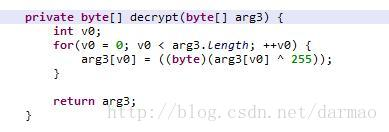 private byte[] decrypt(byte[] arg3) {
int v0;
for(v0 = 0; v0 < arg3.length; ++v0) {
arg3[v0] = ((byte)(arg3[v0] ^ 255));
}
return arg3;
}
http://blog.csdn.net/darmao